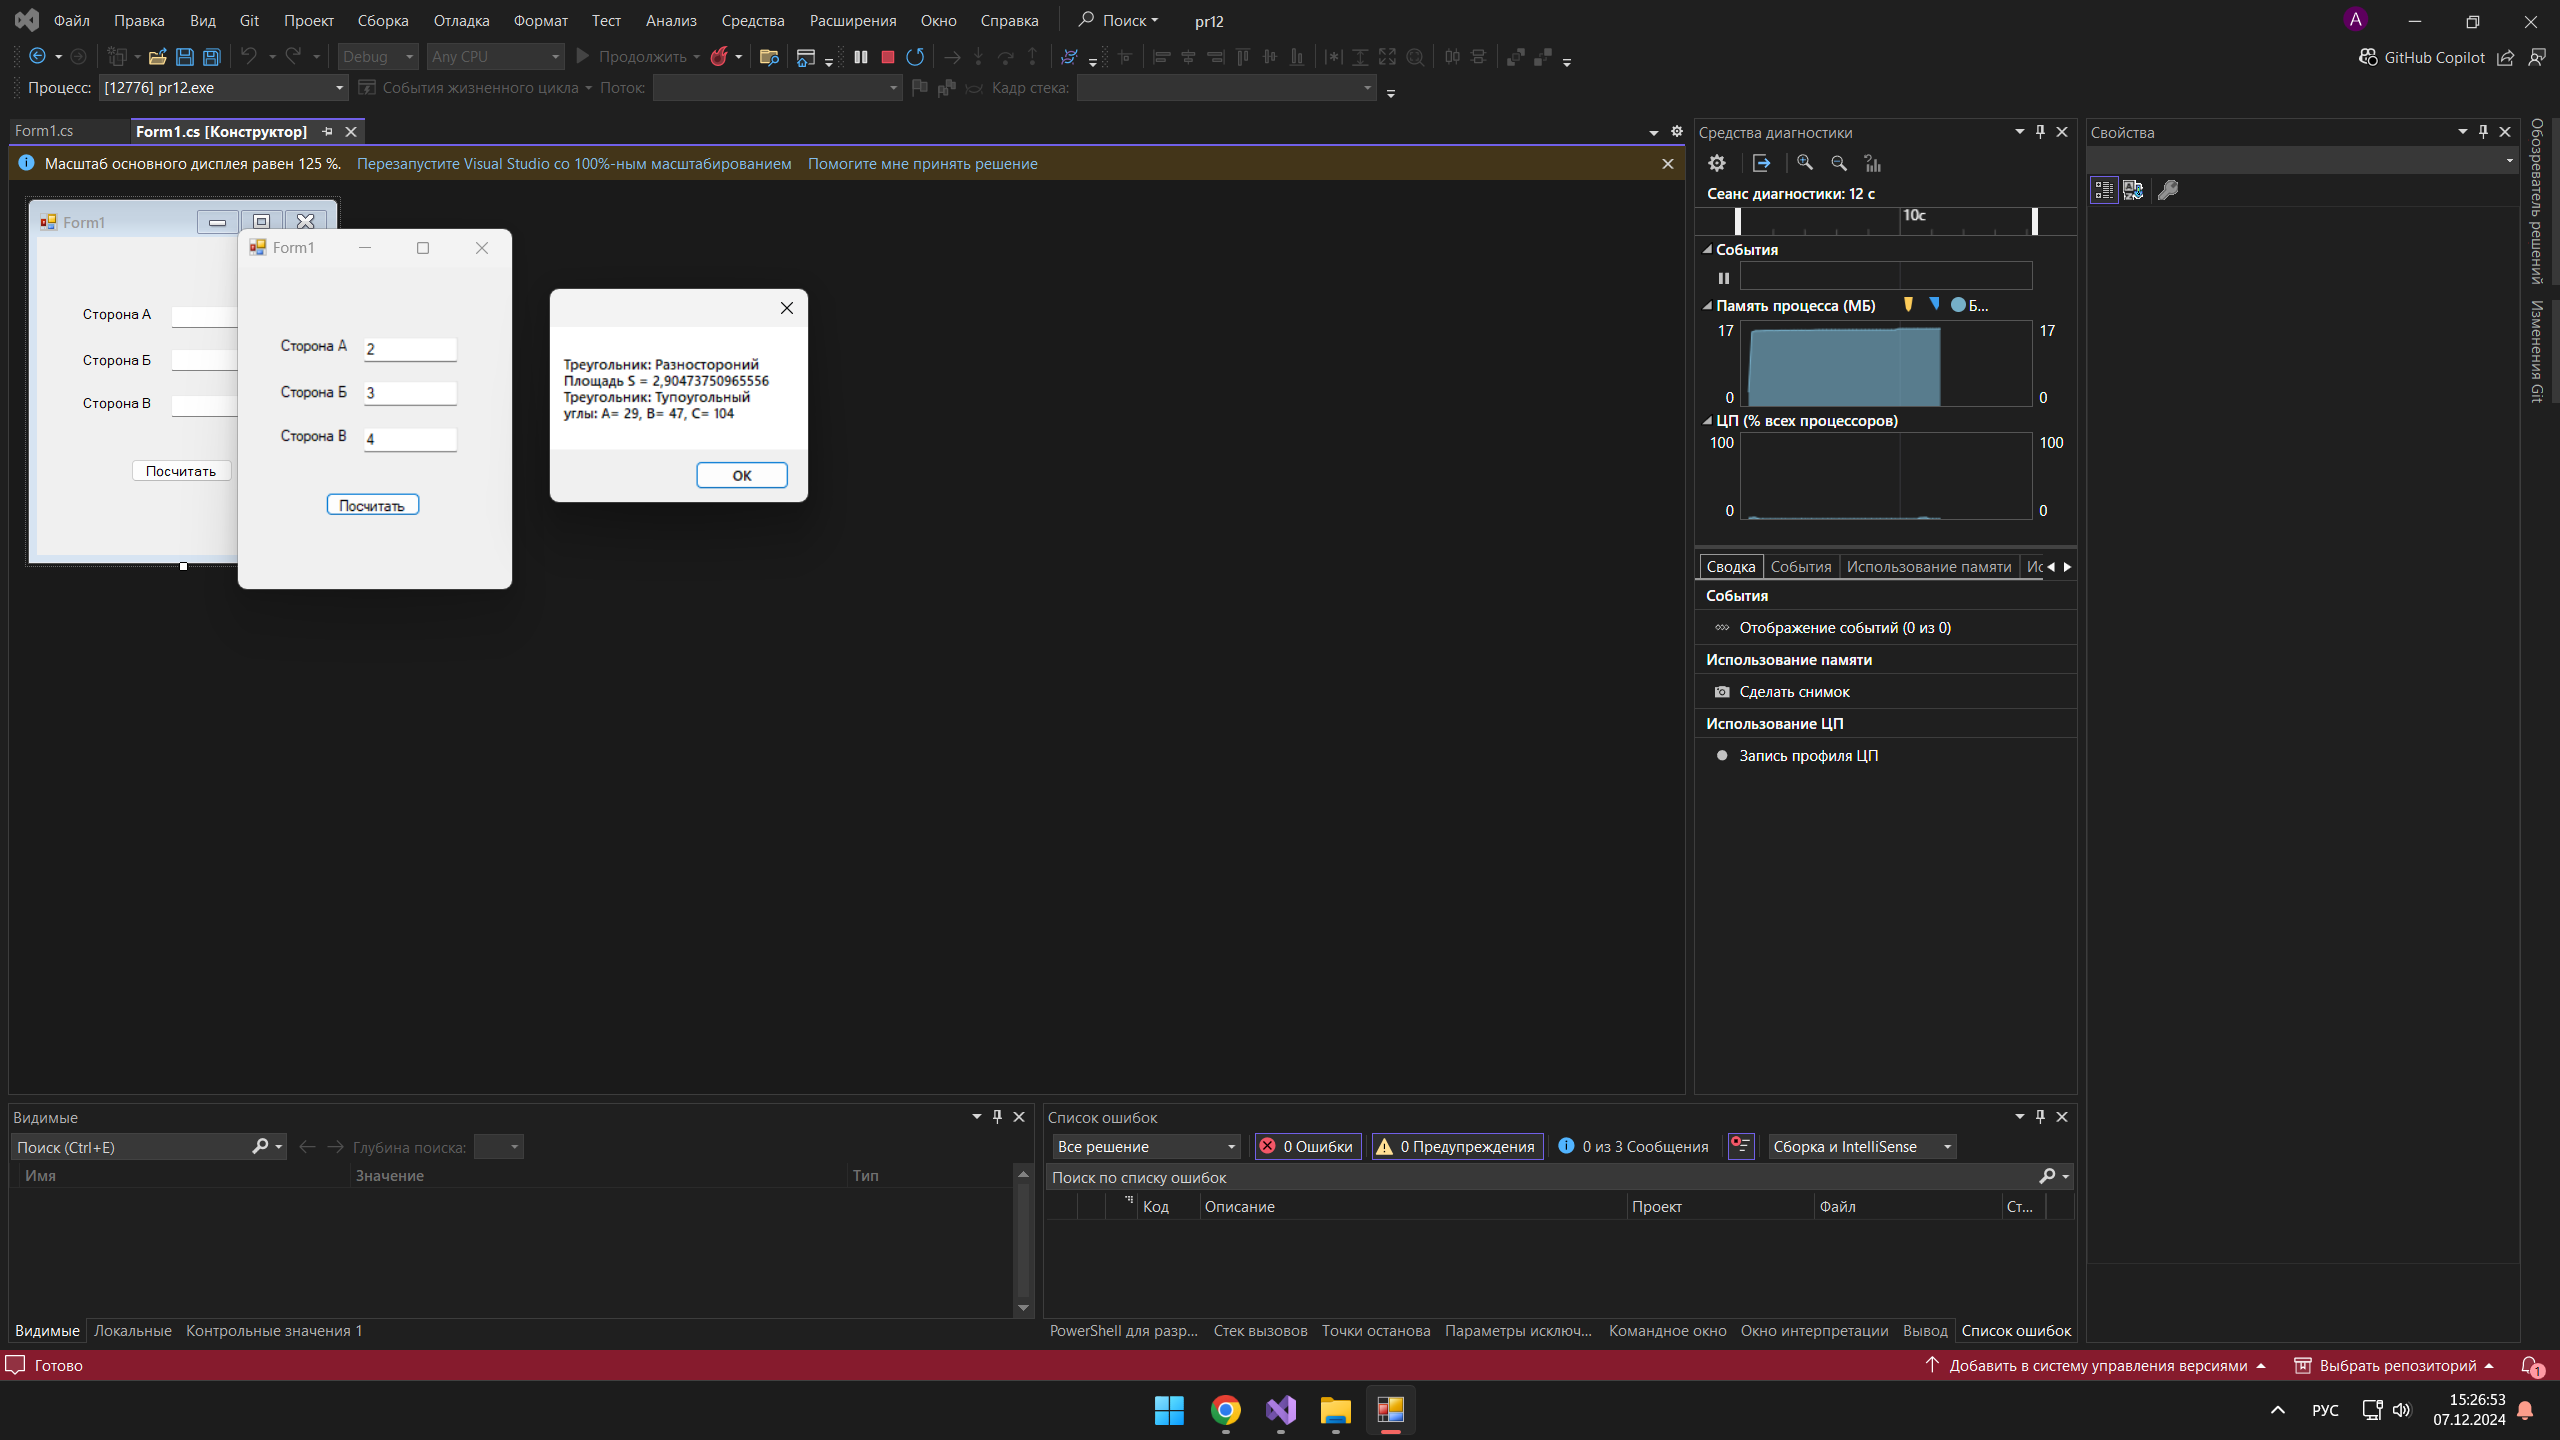 Файл Правка Вид Git Проект Сборка Отладка Формат Тест Анализ Средства Расширения Окно Справка Поиск pr12 A
Debug Any CPU Продолжить GitHub Copilot
Процесс: [12776] pr12.exe События жизненного цикла Поток: Кадр стека:
Form1.cs Form1.cs [Конструктор]
Масштаб основного дисплея равен 125 %. Перезапустите Visual Studio со 100%-ным масштабированием Помогите мне принять решение
Form1
Сторона А
Сторона Б
Сторона В
Посчитать
Form1
Сторона А 2
Сторона Б 3
Сторона В 4
Посчитать
Треугольник: Разностороний
Площадь S = 2,90473750965556
Треугольник: Тупоугольный
углы: A= 29, B= 47, C= 104
ОК
Средства диагностики
Сеанс диагностики: 12 с
10с
События
Память процесса (МБ) Б...
17 17
0 0
ЦП (% всех процессоров)
100 100
0 0
Сводка События Использование памяти Ис
События
Отображение событий (0 из 0)
Использование памяти
Сделать снимок
Использование ЦП
Запись профиля ЦП
Свойства
Обозреватель решений
Изменения Git
Видимые
Поиск (Ctrl+E) Глубина поиска:
Имя Значение Тип
Видимые Локальные Контрольные значения 1
Список ошибок
Все решение 0 Ошибки 0 Предупреждения 0 из 3 Сообщения Сборка и IntelliSense
Поиск по списку ошибок
Код Описание Проект Файл Ст...
PowerShell для разр... Стек вызовов Точки останова Параметры исключ... Командное окно Окно интерпретации Вывод Список ошибок
Готово Добавить в систему управления версиями Выбрать репозиторий 1
РУС 15:26:53
07.12.2024